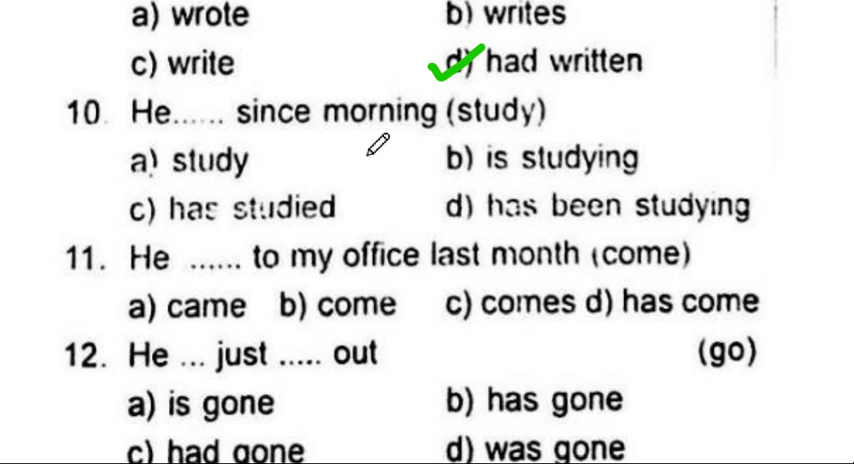 a) wrote b) writes
c) write d) had written
10. He...... since morning (study)
a) study b) is studying
c) has studied d) has been studying
11. He ...... to my office last month (come)
a) came b) come c) comes d) has come
12. He ... just ..... out (go)
a) is gone b) has gone
c) had gone d) was gone